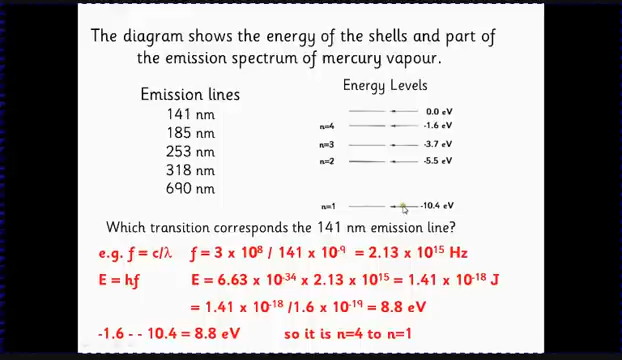 The diagram shows the energy of the shells and part of
the emission spectrum of mercury vapour.
Emission lines
141 nm
185 nm
253 nm
318 nm
690 nm
Energy Levels
0.0 eV
n=4 -1.6 eV
n=3 -3.7 eV
n=2 -5.5 eV
n=1 -10.4 eV
Which transition corresponds the 141 nm emission line?
e.g. f = c/λ f = 3 x 10⁸ / 141 x 10⁻⁹ = 2.13 x 10¹⁵ Hz
E = hf E = 6.63 x 10⁻³⁴ x 2.13 x 10¹⁵ = 1.41 x 10⁻¹⁸ J
= 1.41 x 10⁻¹⁸ /1.6 x 10⁻¹⁹ = 8.8 eV
-1.6 - - 10.4 = 8.8 eV so it is n=4 to n=1